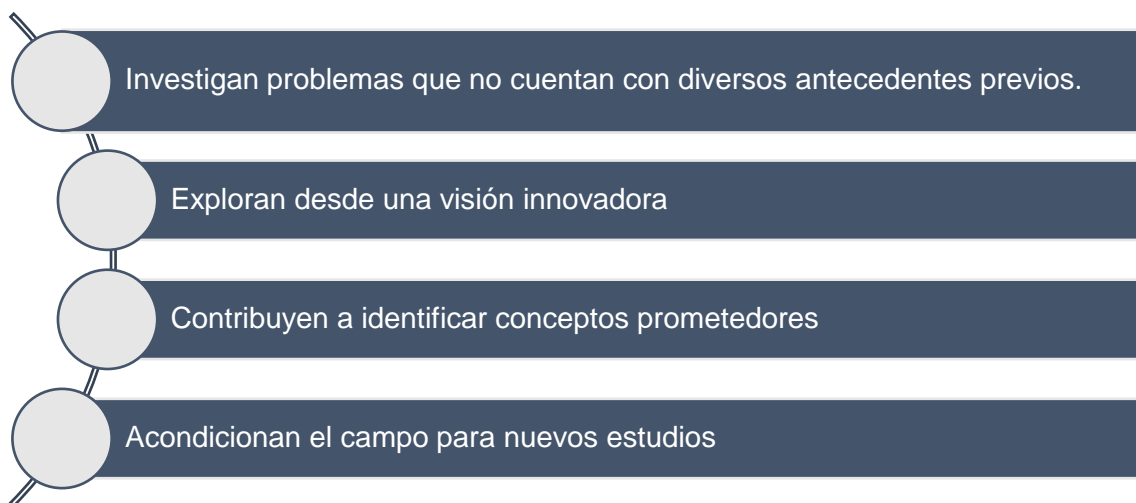 Investigan problemas que no cuentan con diversos antecedentes previos.
Exploran desde una visión innovadora
Contribuyen a identificar conceptos prometedores
Acondicionan el campo para nuevos estudios